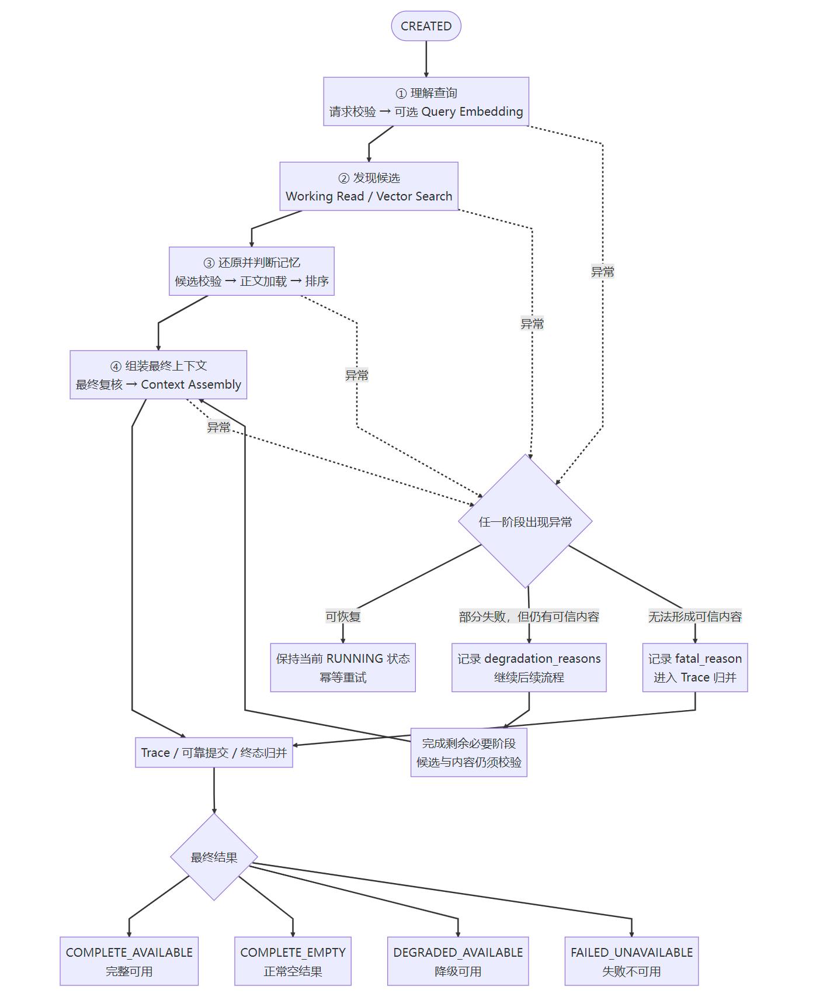 CREATED
① 理解查询
请求校验 → 可选 Query Embedding
② 发现候选
Working Read / Vector Search
③ 还原并判断记忆
候选校验 → 正文加载 → 排序
异常
异常
④ 组装最终上下文
最终复核 → Context Assembly
异常
异常
任一阶段出现异常
可恢复
部分失败，但仍有可信内容
无法形成可信内容
保持当前 RUNNING 状态
幂等重试
记录 degradation_reasons
继续后续流程
记录 fatal_reason
进入 Trace 归并
Trace / 可靠提交 / 终态归并
完成剩余必要阶段
候选与内容仍须校验
最终结果
COMPLETE_AVAILABLE
完整可用
COMPLETE_EMPTY
正常空结果
DEGRADED_AVAILABLE
降级可用
FAILED_UNAVAILABLE
失败不可用